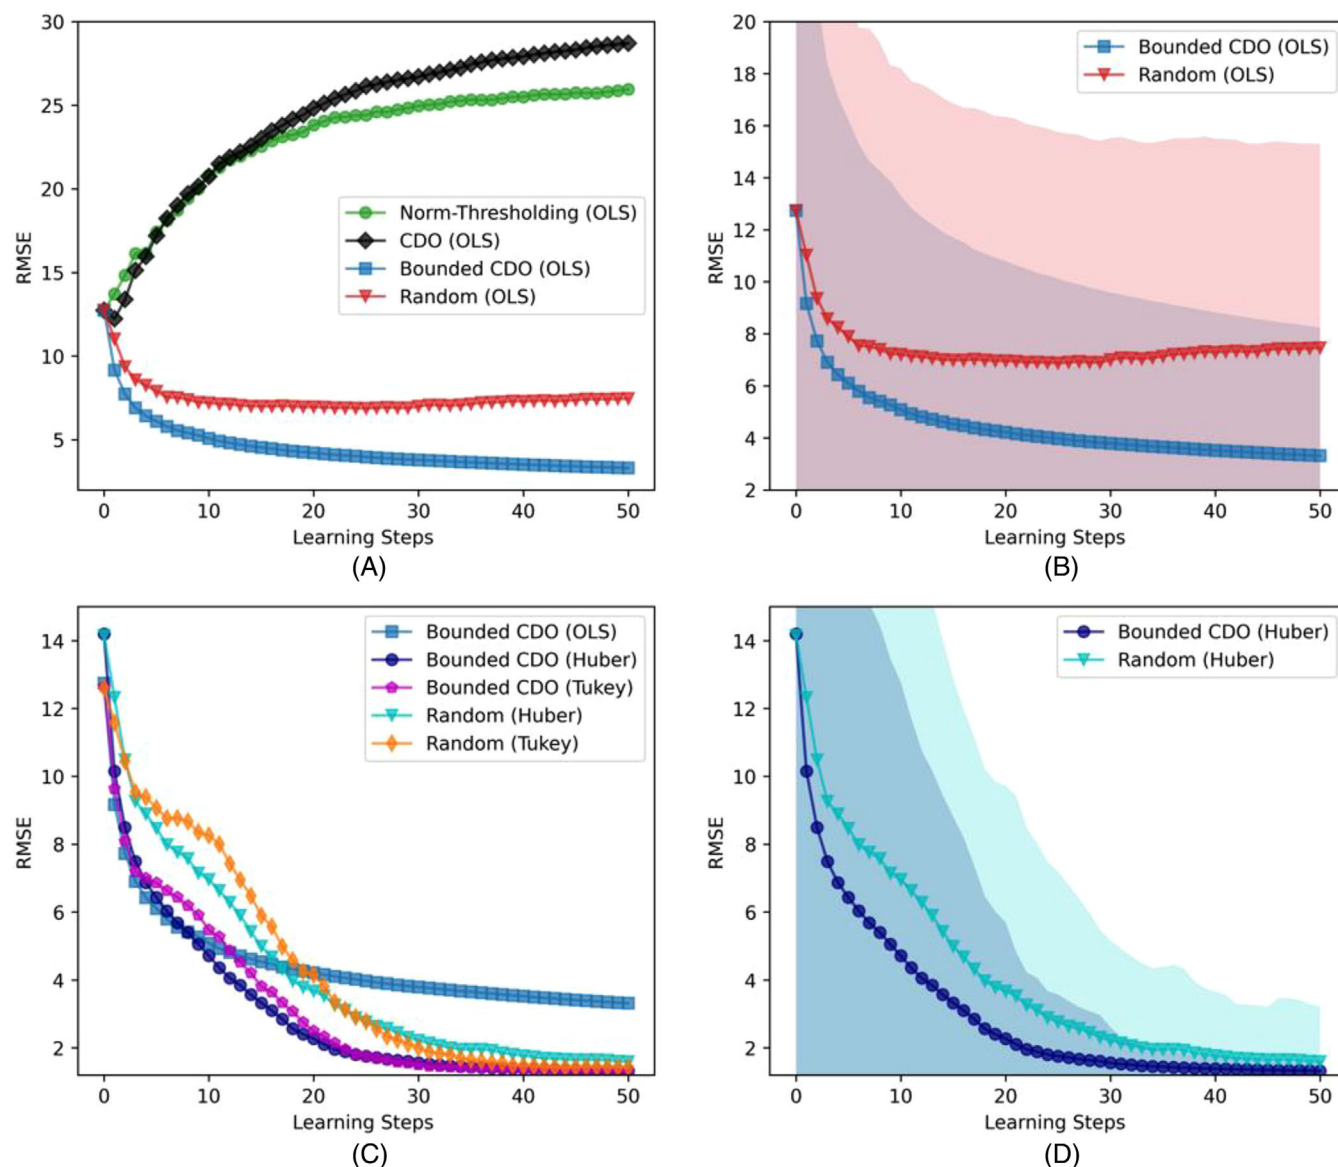 30
25
20
15
10
5
RMSE
Norm-Thresholding (OLS)
CDO (OLS)
Bounded CDO (OLS)
Random (OLS)
0 10 20 30 40 50
Learning Steps
(A)
20
18
16
14
12
10
8
6
4
2
RMSE
Bounded CDO (OLS)
Random (OLS)
0 10 20 30 40 50
Learning Steps
(B)
14
12
10
8
6
4
2
RMSE
Bounded CDO (OLS)
Bounded CDO (Huber)
Bounded CDO (Tukey)
Random (Huber)
Random (Tukey)
0 10 20 30 40 50
Learning Steps
(C)
14
12
10
8
6
4
2
RMSE
Bounded CDO (Huber)
Random (Huber)
0 10 20 30 40 50
Learning Steps
(D)